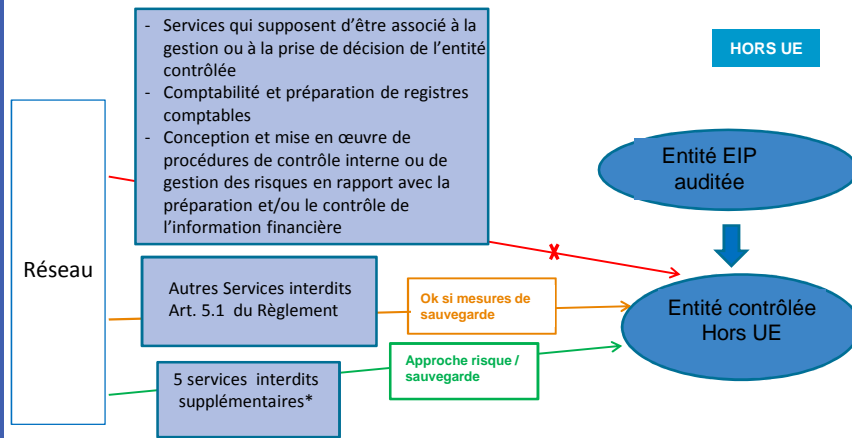 - Services qui supposent d'être associé à la
gestion ou à la prise de décision de l'entité
contrôlée
- Comptabilité et préparation de registres
comptables
- Conception et mise en œuvre de
procédures de contrôle interne ou de
gestion des risques en rapport avec la
préparation et/ou le contrôle de
l'information financière
HORS UE
Entité EIP
auditée
Réseau
Autres Services interdits
Art. 5.1 du Règlement
Ok si mesures de
sauvegarde
Entité contrôlée
Hors UE
5 services interdits
supplémentaires*
Approche risque /
sauvegarde